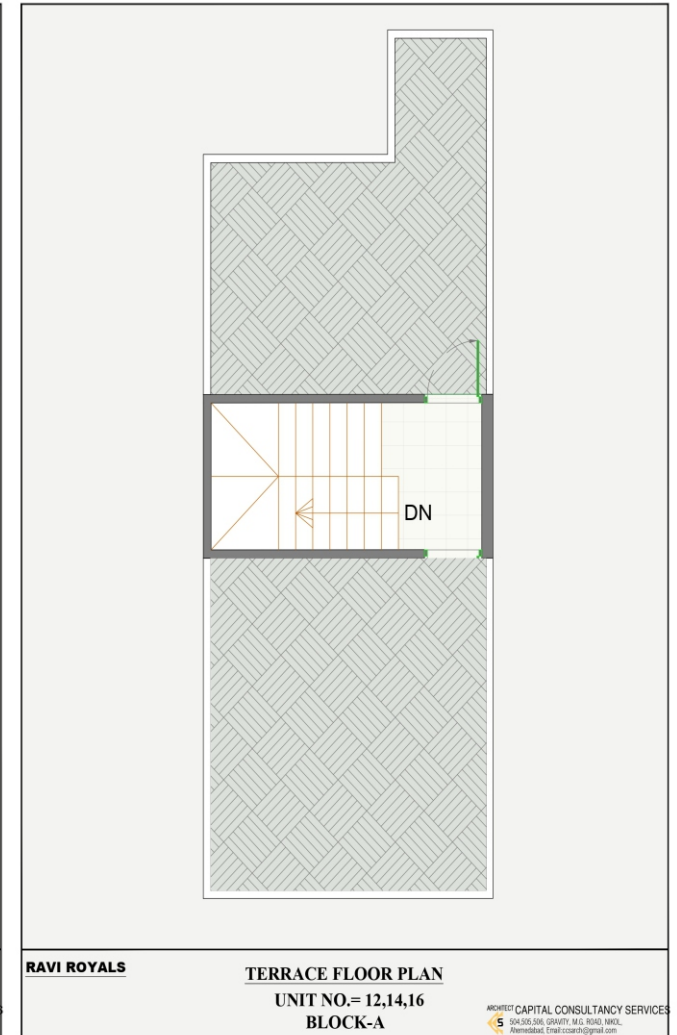 DN
RAVI ROYALS
TERRACE FLOOR PLAN
UNIT NO.= 12,14,16
BLOCK-A
ARCHITECT CAPITAL CONSULTANCY SERVICES
S
504,505,506, GRAVITY, M.G. ROAD, NIKOL.
Ahemedabad, Email:ccsarch@gmail.com